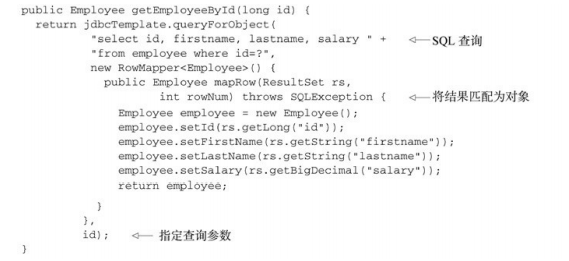 public Employee getEmployeeById(long id) {
return jdbcTemplate.queryForObject(
"select id, firstname, lastname, salary " + SQL 查询
"from employee where id=?",
new RowMapper<Employee>() {
public Employee mapRow(ResultSet rs,
int rowNum) throws SQLException { 将结果匹配为对象
Employee employee = new Employee();
employee.setId(rs.getLong("id"));
employee.setFirstName(rs.getString("firstname"));
employee.setLastName(rs.getString("lastname"));
employee.setSalary(rs.getBigDecimal("salary"));
return employee;
}
},
id); 指定查询参数
}